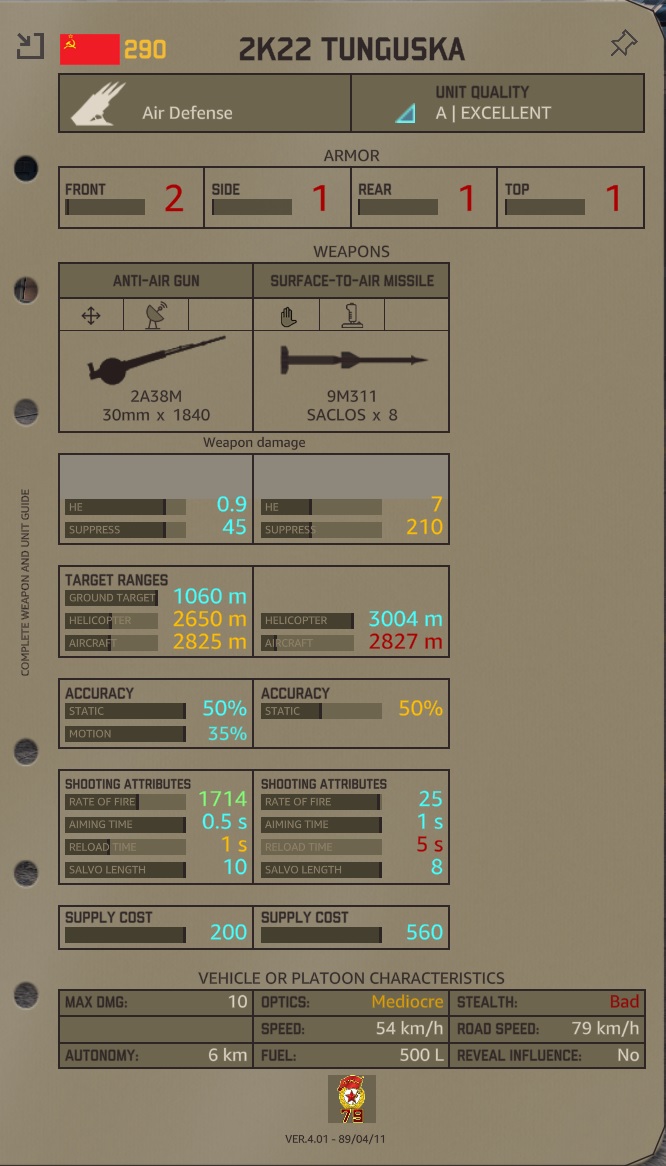 290 2K22 TUNGUSKA
UNIT QUALITY
Air Defense A | EXCELLENT
ARMOR
FRONT 2 SIDE 1 REAR 1 TOP 1
WEAPONS
ANTI-AIR GUN SURFACE-TO-AIR MISSILE
2A38M 9M311
30mm x 1840 SACLOS x 8
Weapon damage
HE 0.9 HE 7
SUPPRESS 45 SUPPRESS 210
TARGET RANGES
GROUND TARGET 1060 m
HELICOPTER 2650 m HELICOPTER 3004 m
AIRCRAFT 2825 m AIRCRAFT 2827 m
ACCURACY ACCURACY
STATIC 50% STATIC 50%
MOTION 35%
SHOOTING ATTRIBUTES SHOOTING ATTRIBUTES
RATE OF FIRE 1714 RATE OF FIRE 25
AIMING TIME 0.5 s AIMING TIME 1 s
RELOAD TIME 1 s RELOAD TIME 5 s
SALVO LENGTH 10 SALVO LENGTH 8
SUPPLY COST SUPPLY COST
200 560
VEHICLE OR PLATOON CHARACTERISTICS
MAX DMG: 10 OPTICS: Mediocre STEALTH: Bad
SPEED: 54 km/h ROAD SPEED: 79 km/h
AUTONOMY: 6 km FUEL: 500 L REVEAL INFLUENCE: No
79
VER.4.01 - 89/04/11
COMPLETE WEAPON AND UNIT GUIDE